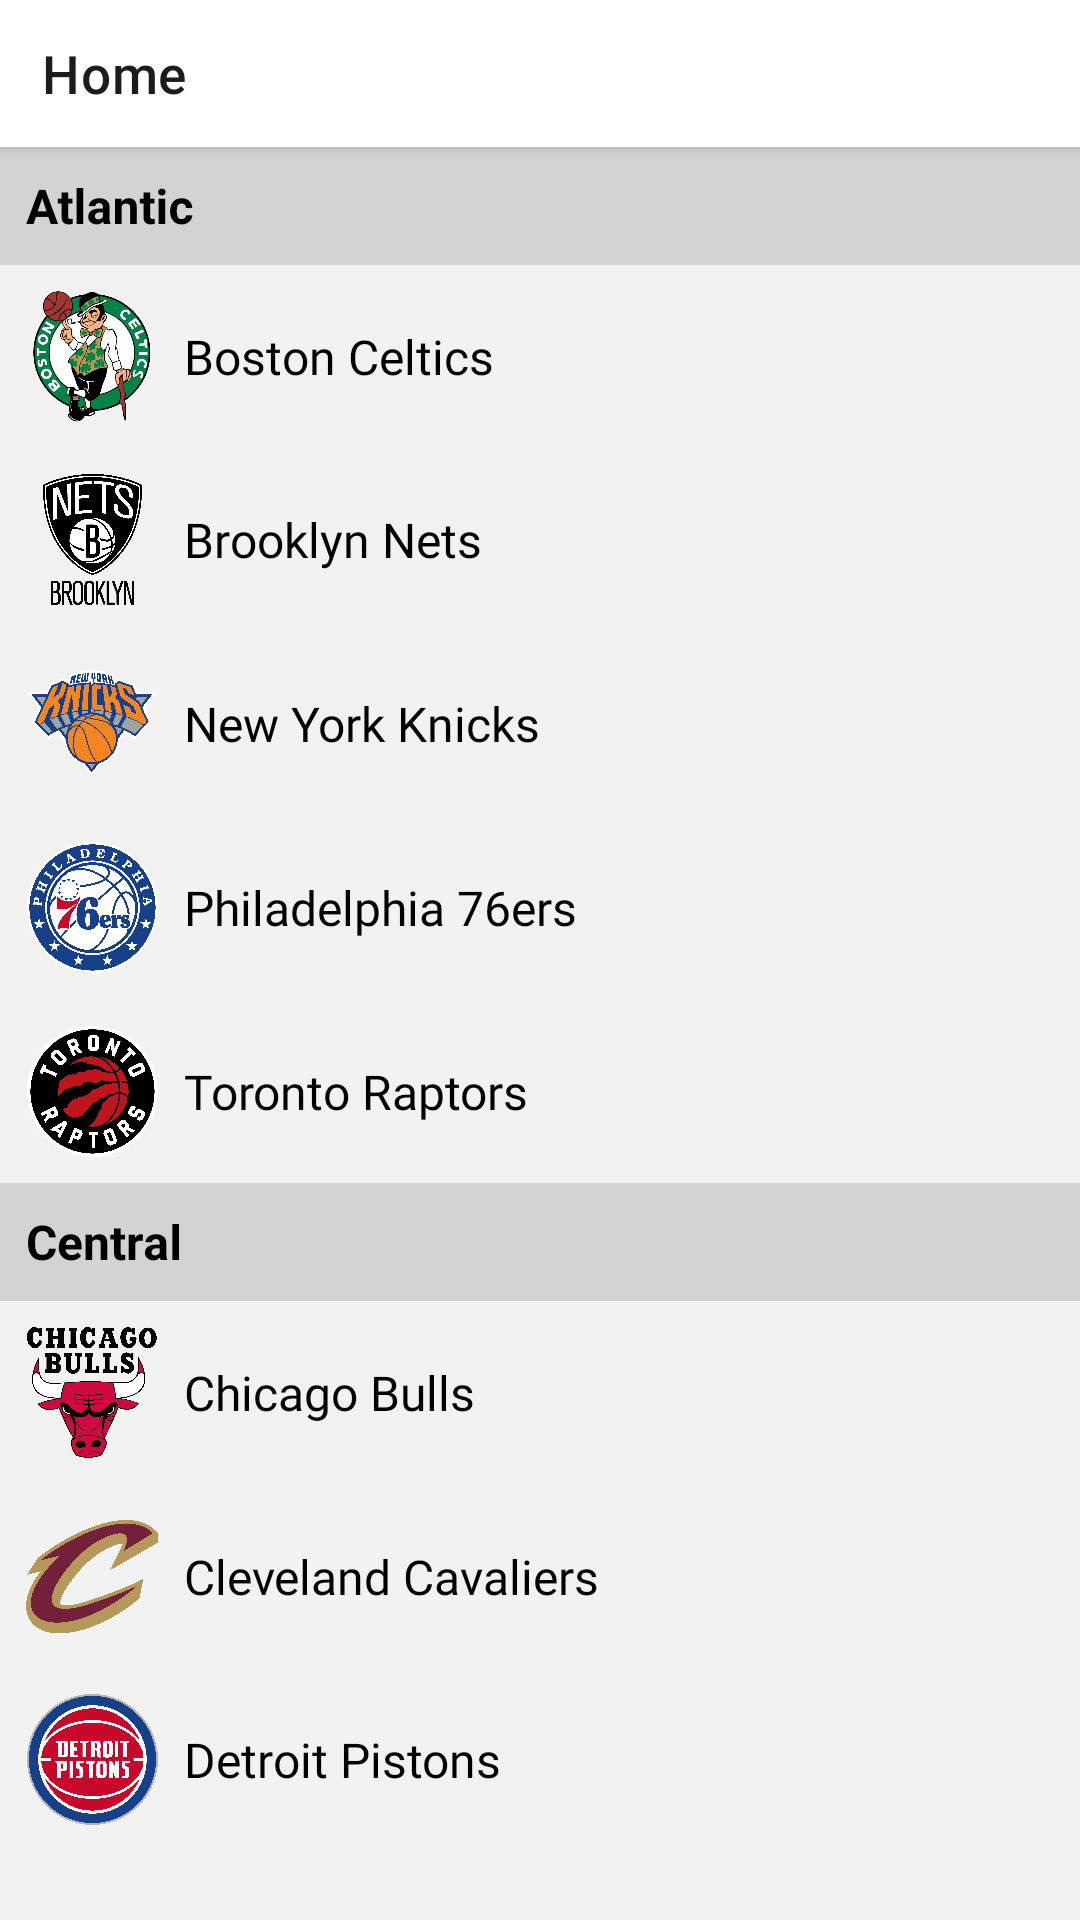 Home
Atlantic
BOSTON CELTICS
Boston Celtics
NETS
B
BROOKLYN
Brooklyn Nets
NEW YORK
KNICKS
New York Knicks
PHILADELPHIA
76ers
Philadelphia 76ers
TORONTO
RAPTORS
Toronto Raptors
Central
CHICAGO
BULLS
Chicago Bulls
C
Cleveland Cavaliers
DETROIT
PISTONS
Detroit Pistons